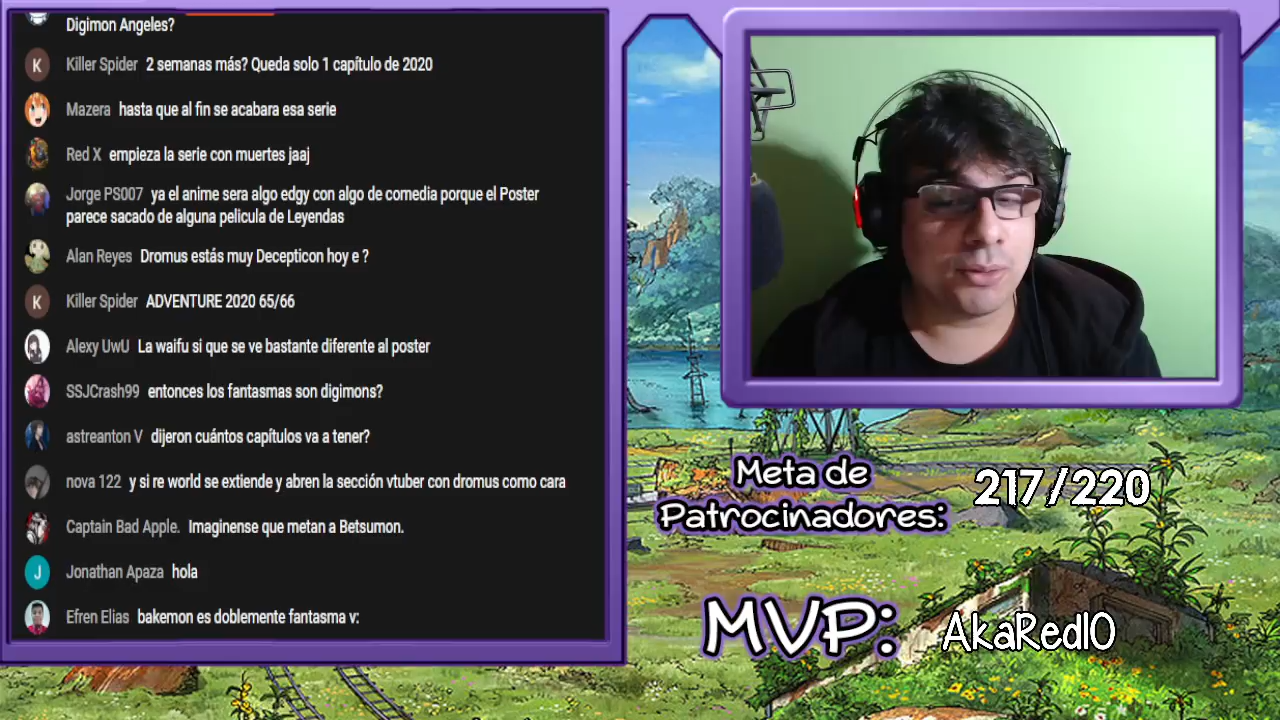 Digimon Angeles?
K Killer Spider 2 semanas más? Queda solo 1 capítulo de 2020
Mazera hasta que al fin se acabara esa serie
Red X empieza la serie con muertes jaaj
Jorge PS007 ya el anime sera algo edgy con algo de comedia porque el Poster
parece sacado de alguna pelicula de Leyendas
Alan Reyes Dromus estás muy Decepticon hoy e ?
K Killer Spider ADVENTURE 2020 65/66
Alexy UwU La waifu si que se ve bastante diferente al poster
SSJCrash99 entonces los fantasmas son digimons?
astreanton V dijeron cuántos capítulos va a tener?
nova 122 y si re world se extiende y abren la sección vtuber con dromus como cara
Captain Bad Apple. Imaginense que metan a Betsumon.
J Jonathan Apaza hola
Efren Elias bakemon es doblemente fantasma v:
Meta de
Patrocinadores:
217/220
MVP:
AkaRed10